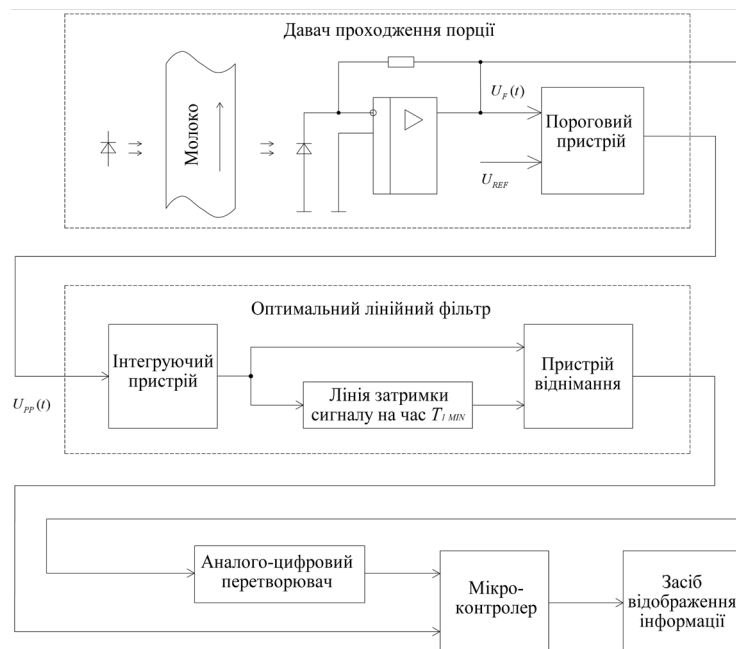 Давач проходження порції
Молоко
U_F(t)
U_REF
Пороговий
пристрій
Оптимальний лінійний фільтр
U_PP(t)
Інтегруючий
пристрій
Лінія затримки
сигналу на час T_1 MIN
Пристрій
віднімання
Аналого-цифровий
перетворювач
Мікро-
контролер
Засіб
відображення
інформації